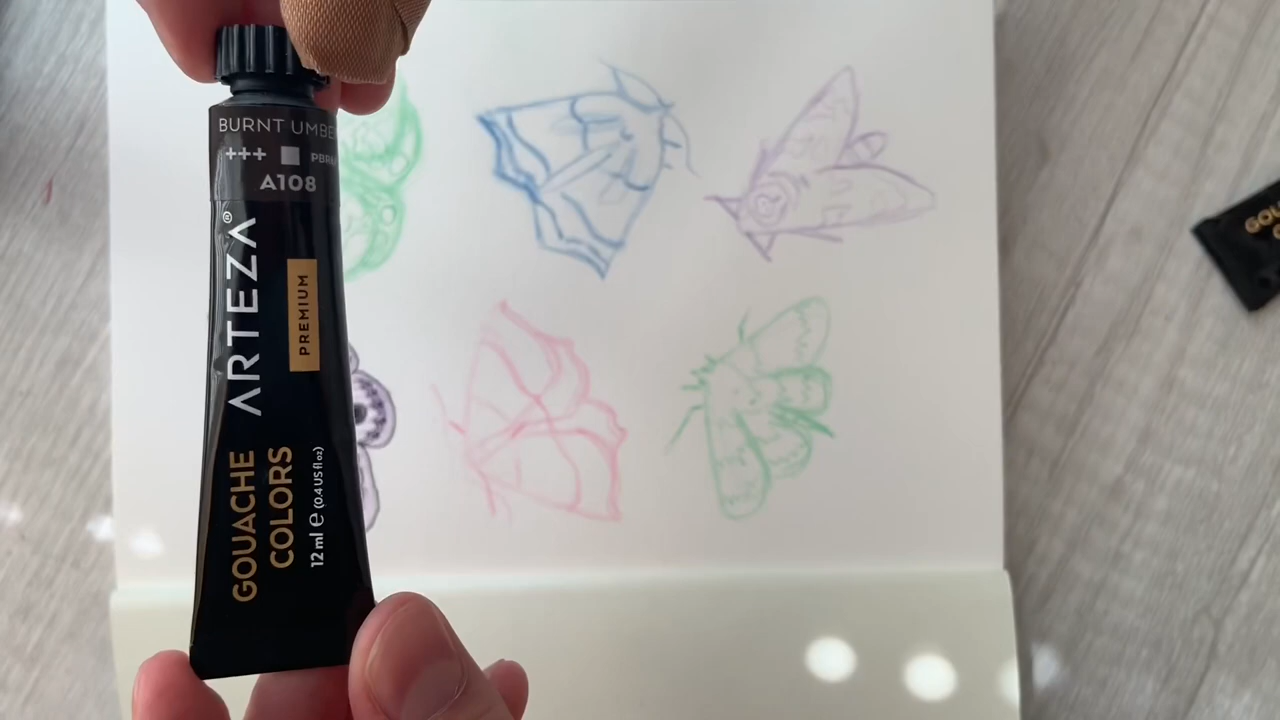 BURNT UMBE
+++
A108
ARTEZA®
PREMIUM
GOUACHE
COLORS
12 ml e (0.4 US fl oz)